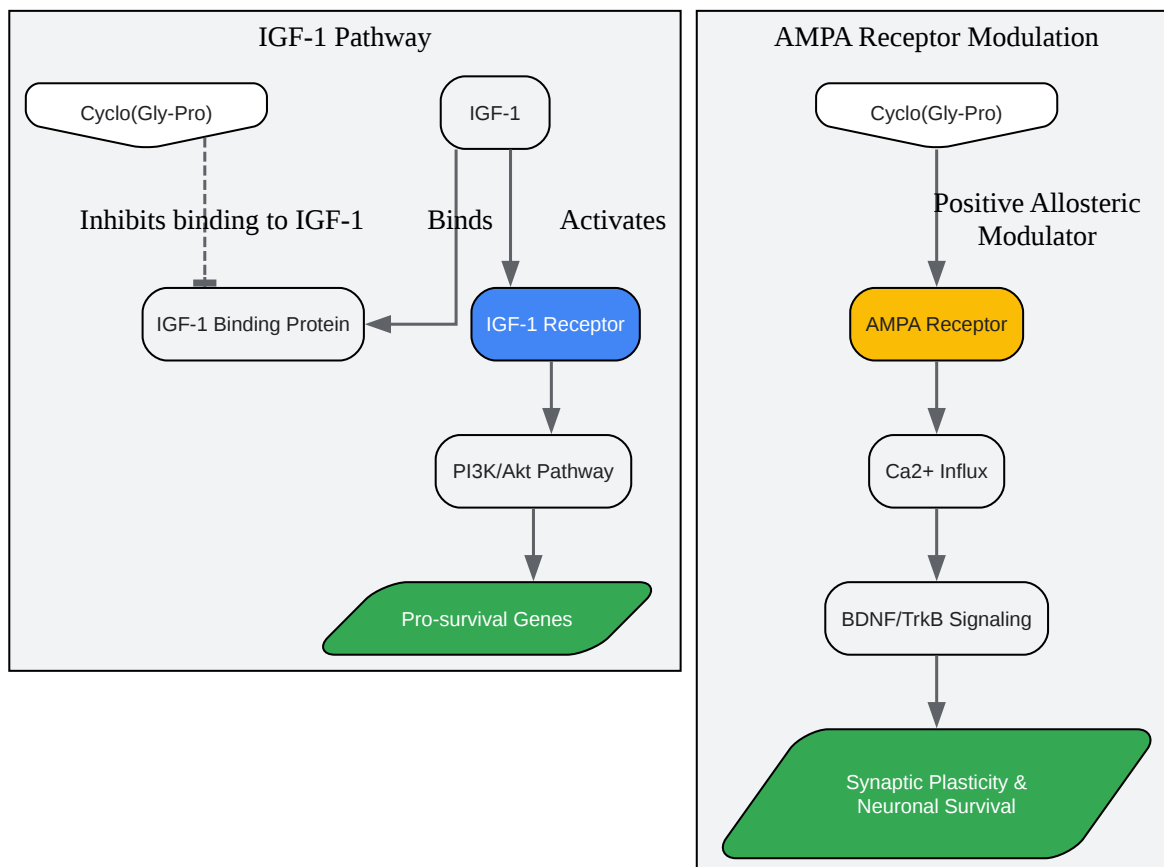 IGF-1 Pathway
Cyclo(Gly-Pro)
IGF-1
Inhibits binding to IGF-1
Binds
Activates
IGF-1 Binding Protein
IGF-1 Receptor
PI3K/Akt Pathway
Pro-survival Genes
AMPA Receptor Modulation
Cyclo(Gly-Pro)
Positive Allosteric
Modulator
AMPA Receptor
Ca2+ Influx
BDNF/TrkB Signaling
Synaptic Plasticity &
Neuronal Survival